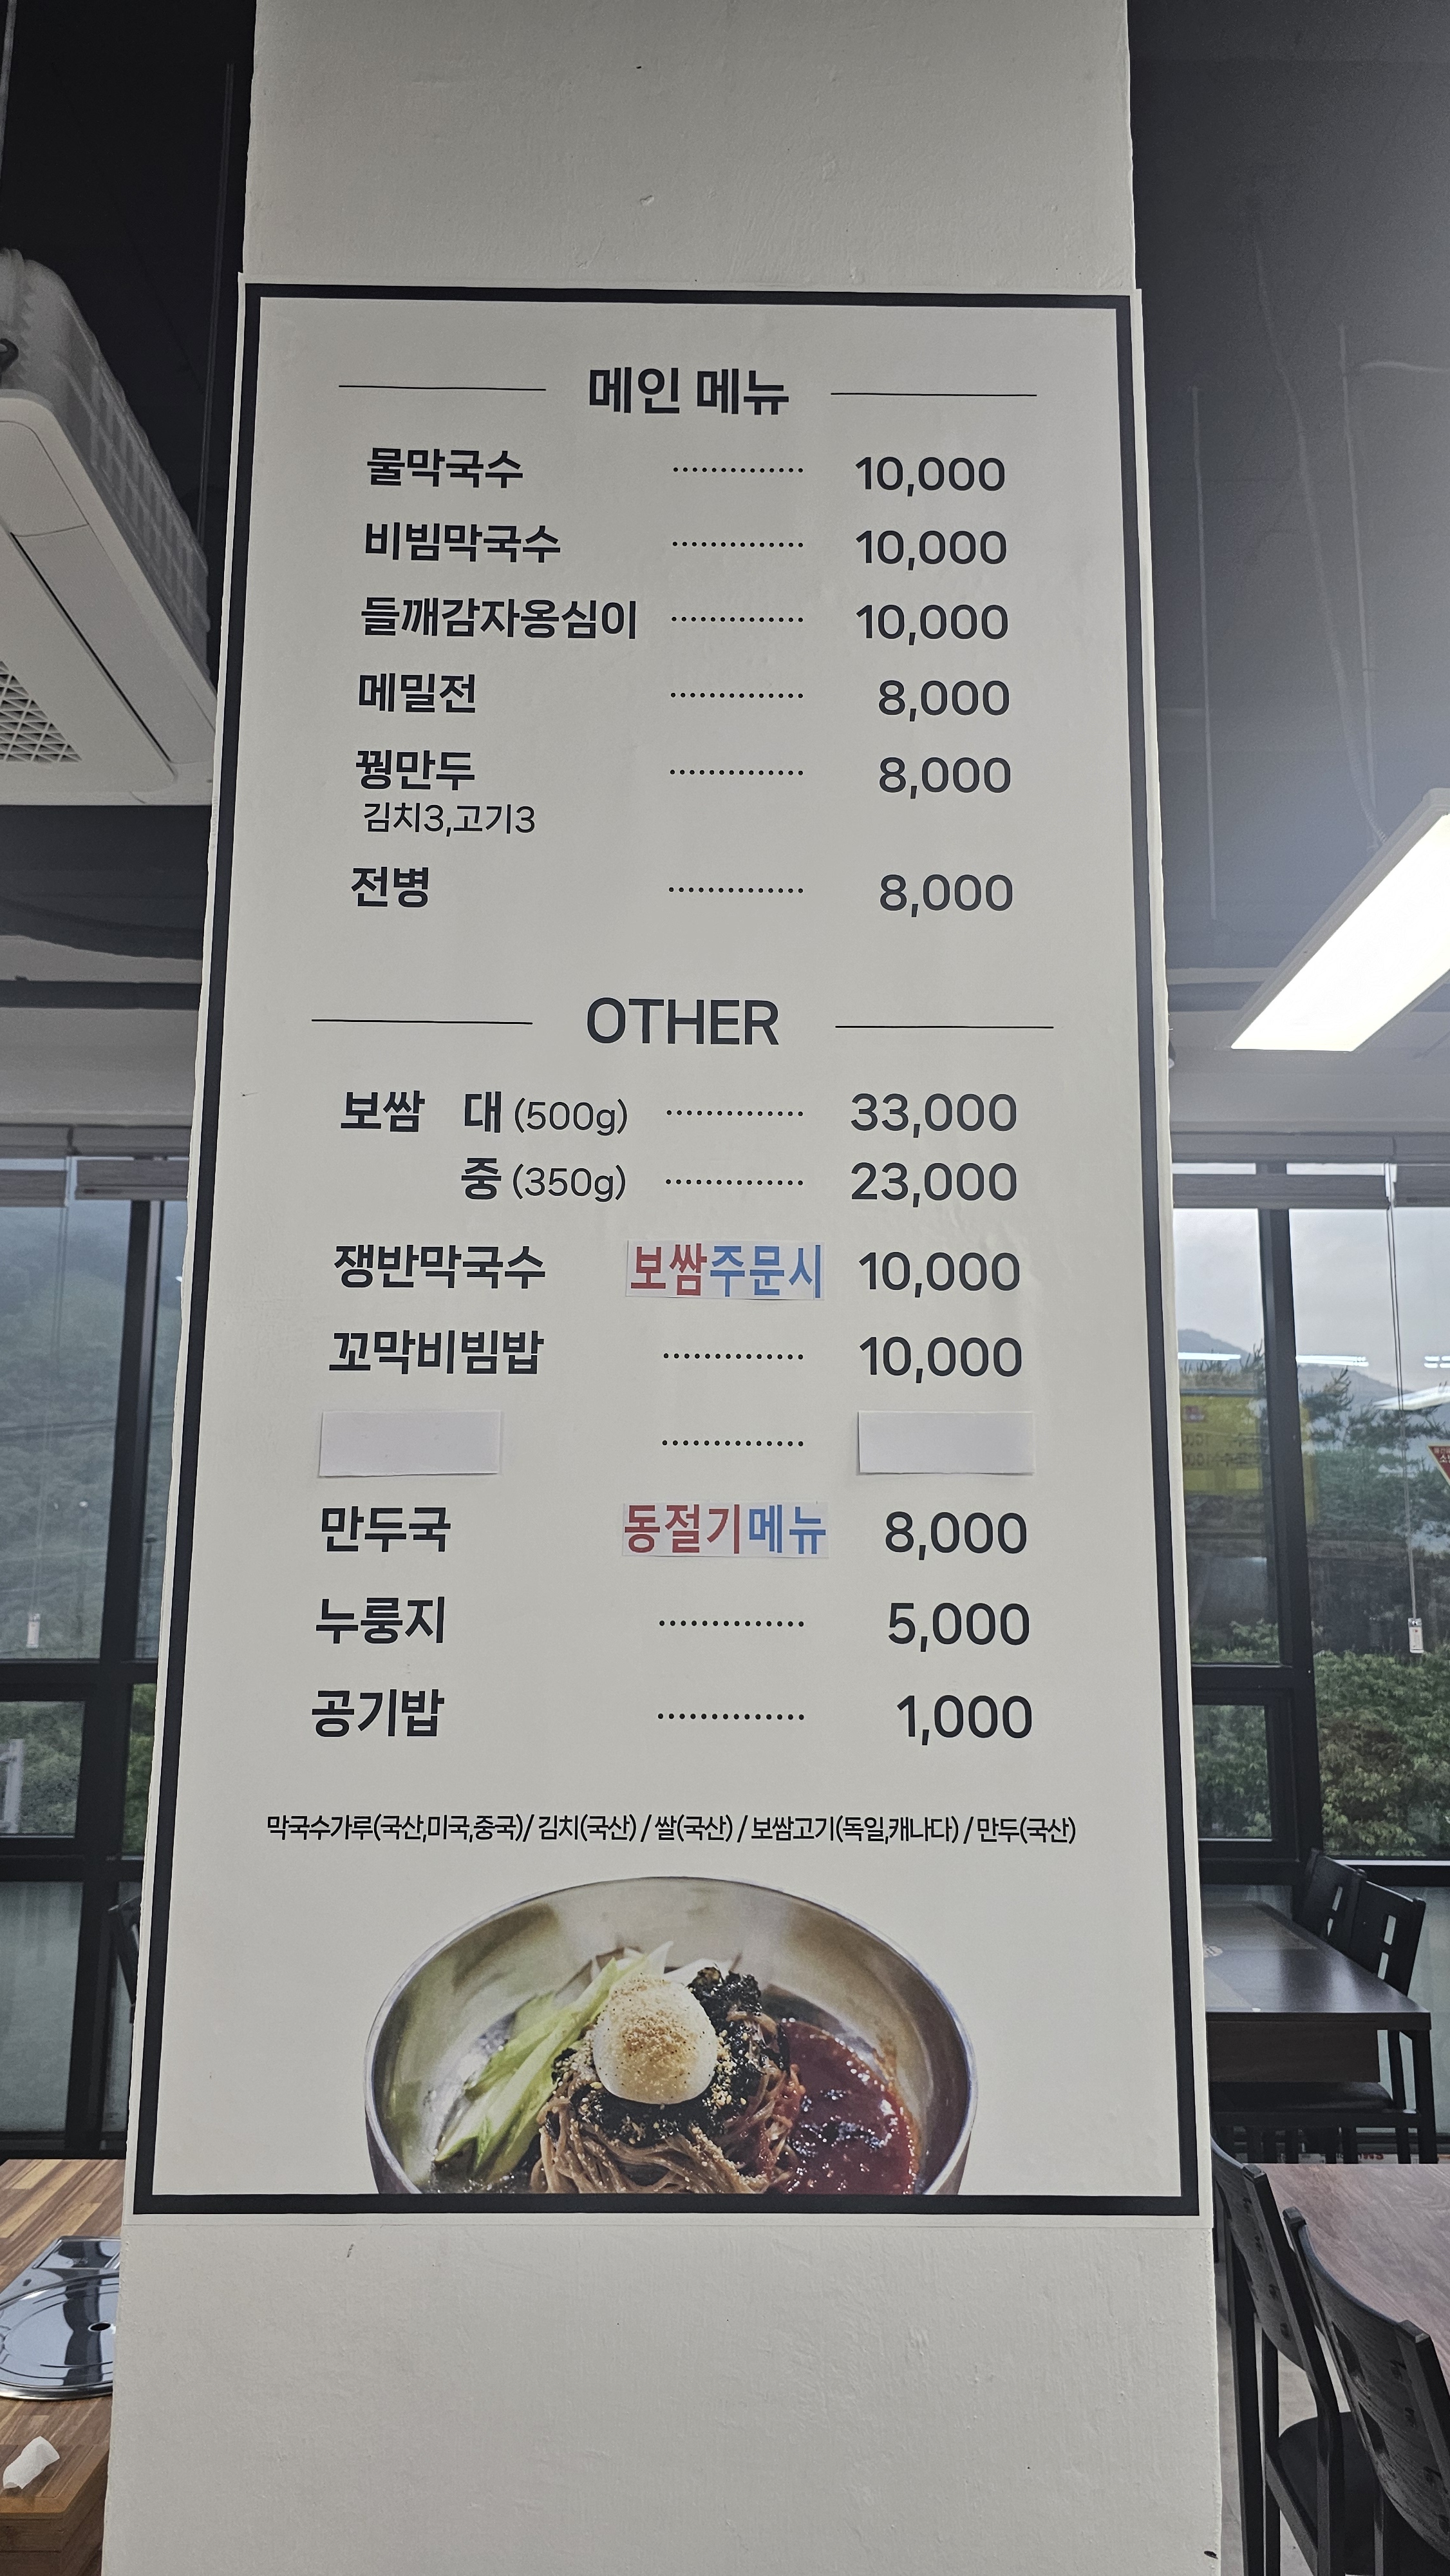 메인 메뉴
물막국수 ·············· 10,000
비빔막국수 ·············· 10,000
들깨감자옹심이 ·············· 10,000
메밀전 ·············· 8,000
꿩만두 ·············· 8,000
김치3,고기3
전병 ·············· 8,000
OTHER
보쌈 대 (500g) ·············· 33,000
중 (350g) ·············· 23,000
쟁반막국수 보쌈주문시 10,000
꼬막비빔밥 ·············· 10,000
만두국 동절기메뉴 8,000
누룽지 ·············· 5,000
공기밥 ·············· 1,000
막국수가루(국산,미국,중국)/ 김치(국산) / 쌀(국산) / 보쌈고기(독일,캐나다) / 만두(국산)